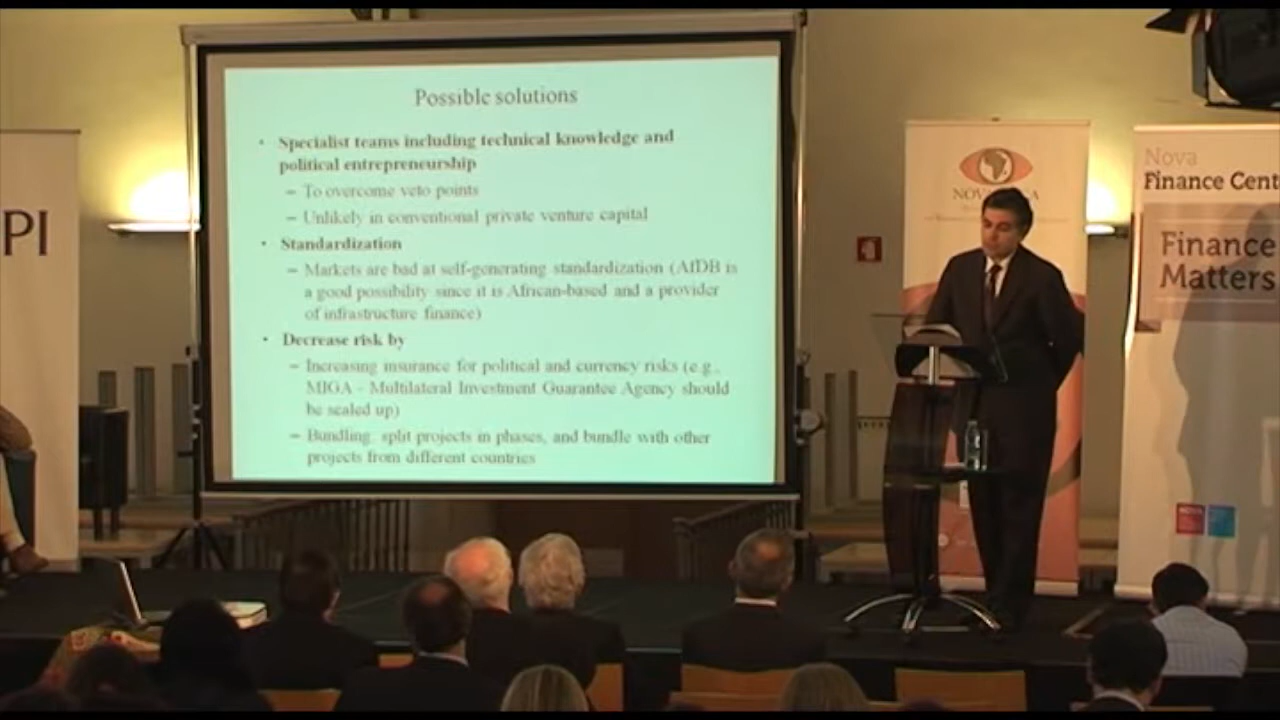 Possible solutions
• Specialist teams including technical knowledge and
political entrepreneurship
– To overcome veto points
– Unlikely in conventional private venture capital
• Standardization
– Markets are bad at self-generating standardization (AfDB is
a good possibility since it is African-based and a provider
of infrastructure finance)
• Decrease risk by
– Increasing insurance for political and currency risks (e.g.,
MIGA - Multilateral Investment Guarantee Agency should
be scaled up)
– Bundling: split projects in phases, and bundle with other
projects from different countries
PI
NOV
Nova
Finance Cent
Finance
Matters
NOVA